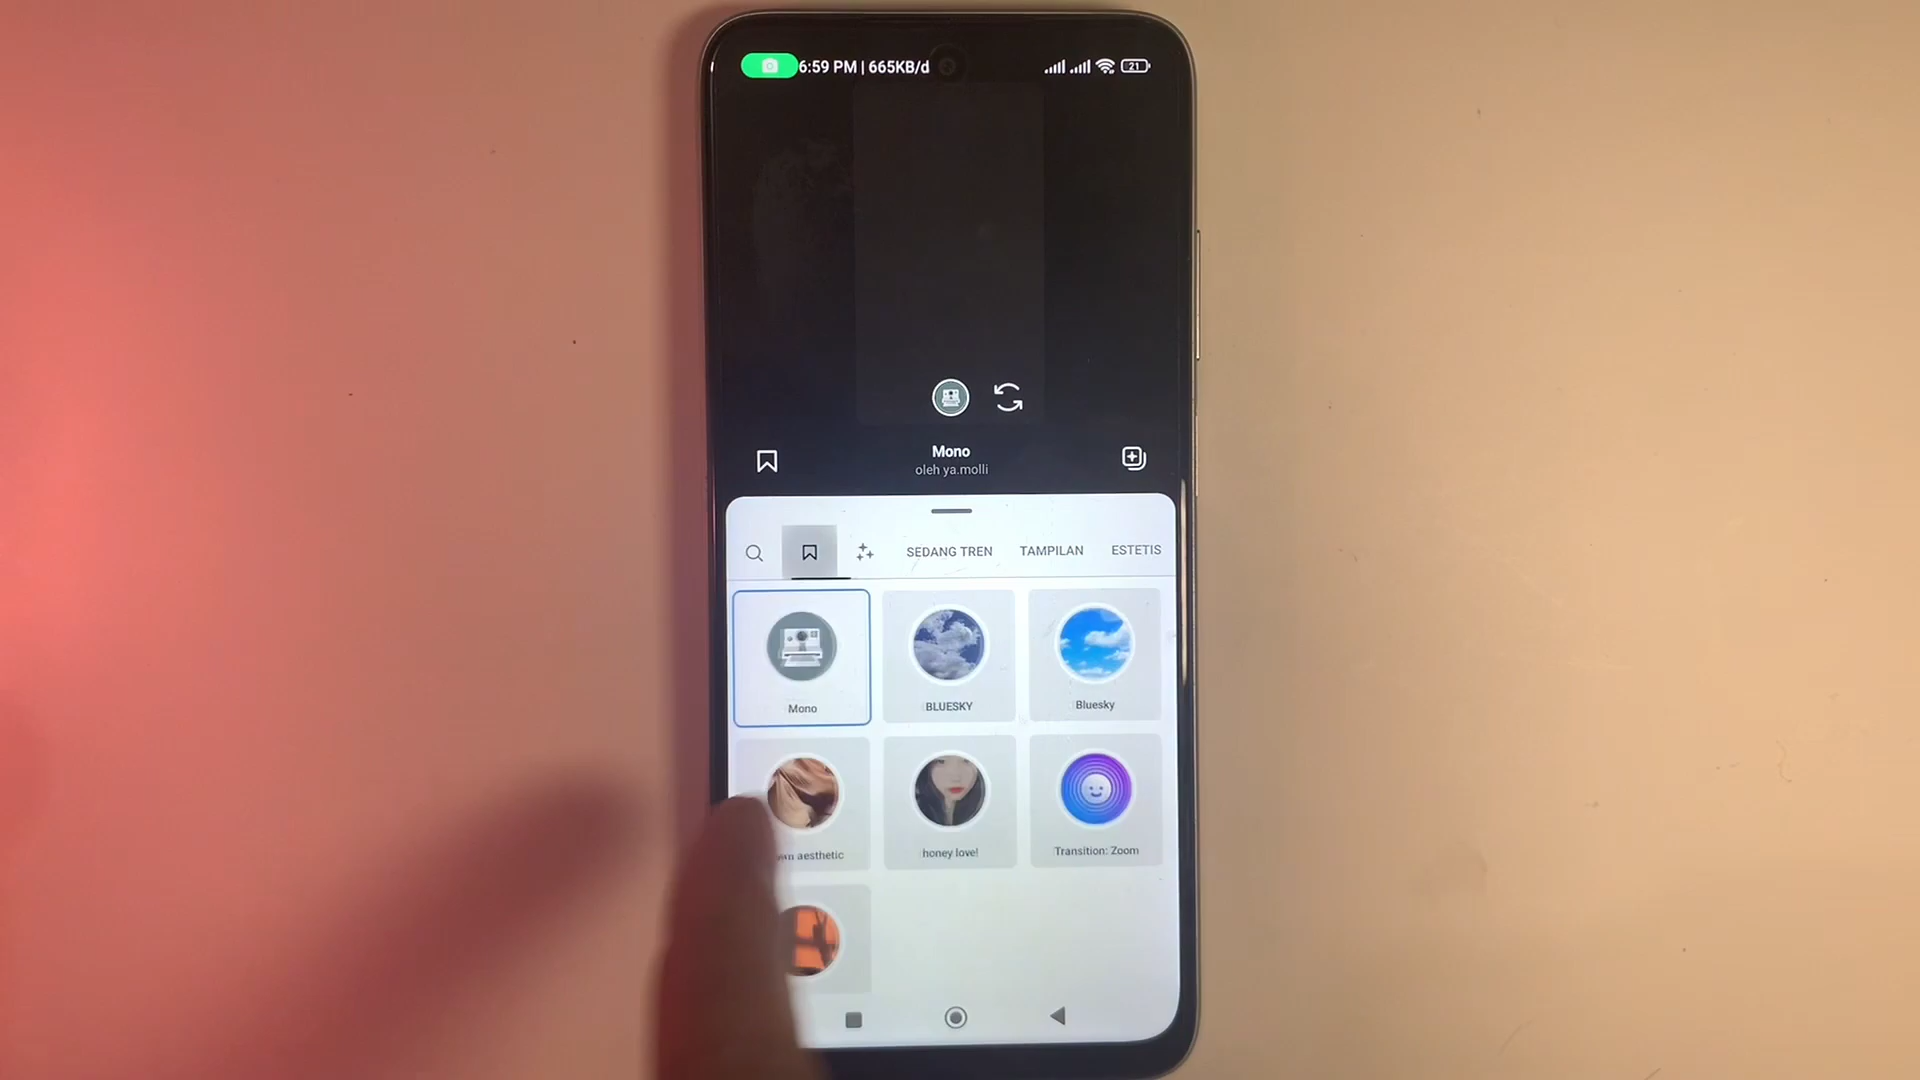 6:59 PM | 665KB/d
21
Mono
oleh ya.molli
SEDANG TREN
TAMPILAN
ESTETIS
Mono
BLUESKY
Bluesky
aesthetic
honey love!
Transition: Zoom